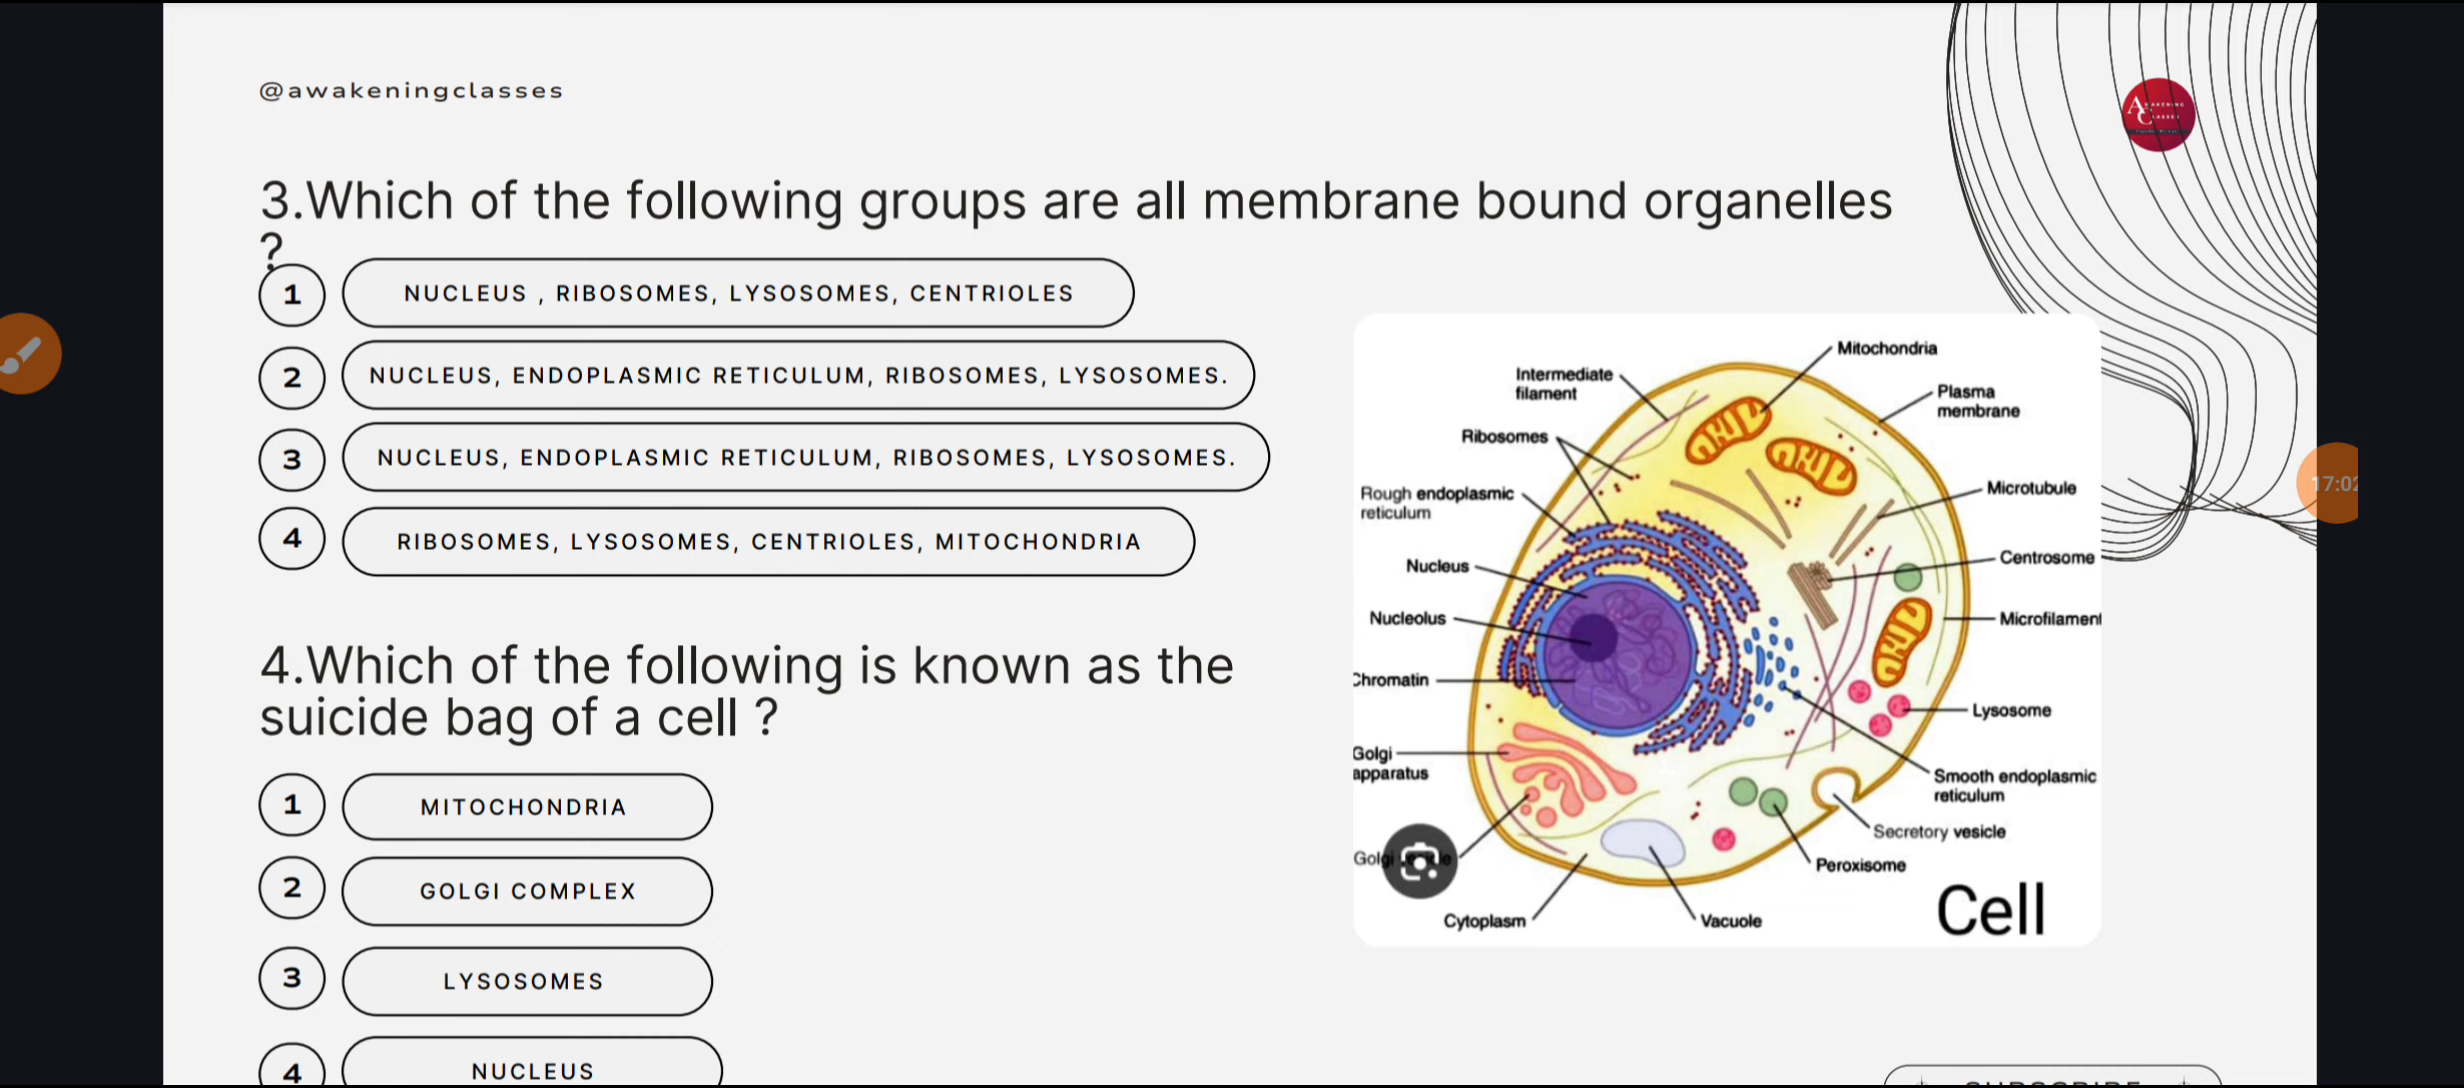 @awakeningclasses
3.Which of the following groups are all membrane bound organelles
?
1 NUCLEUS , RIBOSOMES, LYSOSOMES, CENTRIOLES
2 NUCLEUS, ENDOPLASMIC RETICULUM, RIBOSOMES, LYSOSOMES.
3 NUCLEUS, ENDOPLASMIC RETICULUM, RIBOSOMES, LYSOSOMES.
4 RIBOSOMES, LYSOSOMES, CENTRIOLES, MITOCHONDRIA
4.Which of the following is known as the
suicide bag of a cell ?
1 MITOCHONDRIA
2 GOLGI COMPLEX
3 LYSOSOMES
4 NUCLEUS
Mitochondria
Intermediate
filament
Plasma
membrane
Ribosomes
Rough endoplasmic
reticulum
Microtubule
Nucleus
Centrosome
Nucleolus
Microfilament
Chromatin
Lysosome
Golgi
apparatus
Smooth endoplasmic
reticulum
Secretory vesicle
Peroxisome
Cytoplasm
Vacuole
Cell
17:02